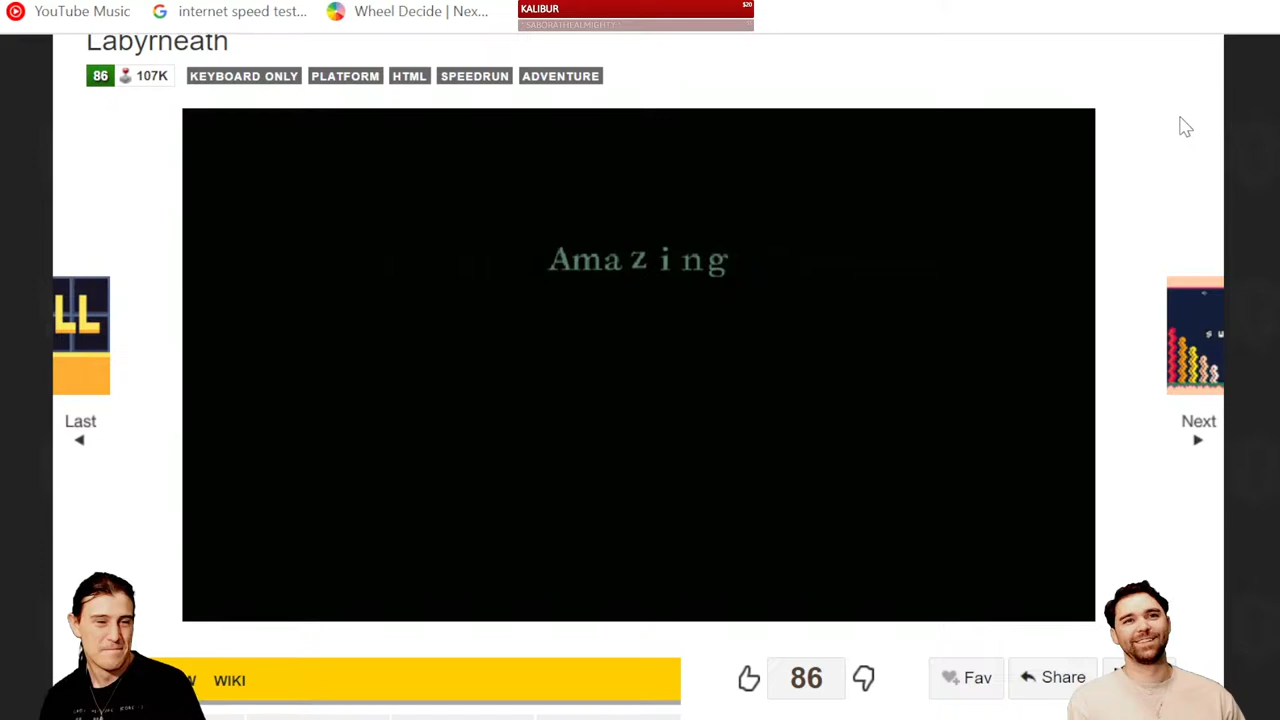 YouTube Music
internet speed test...
Wheel Decide | Nex...
KALIBUR
$20
Labyrneath
86
107K
KEYBOARD ONLY
PLATFORM
HTML
SPEEDRUN
ADVENTURE
Amazing
LL
Last
Next
WIKI
86
Fav
Share